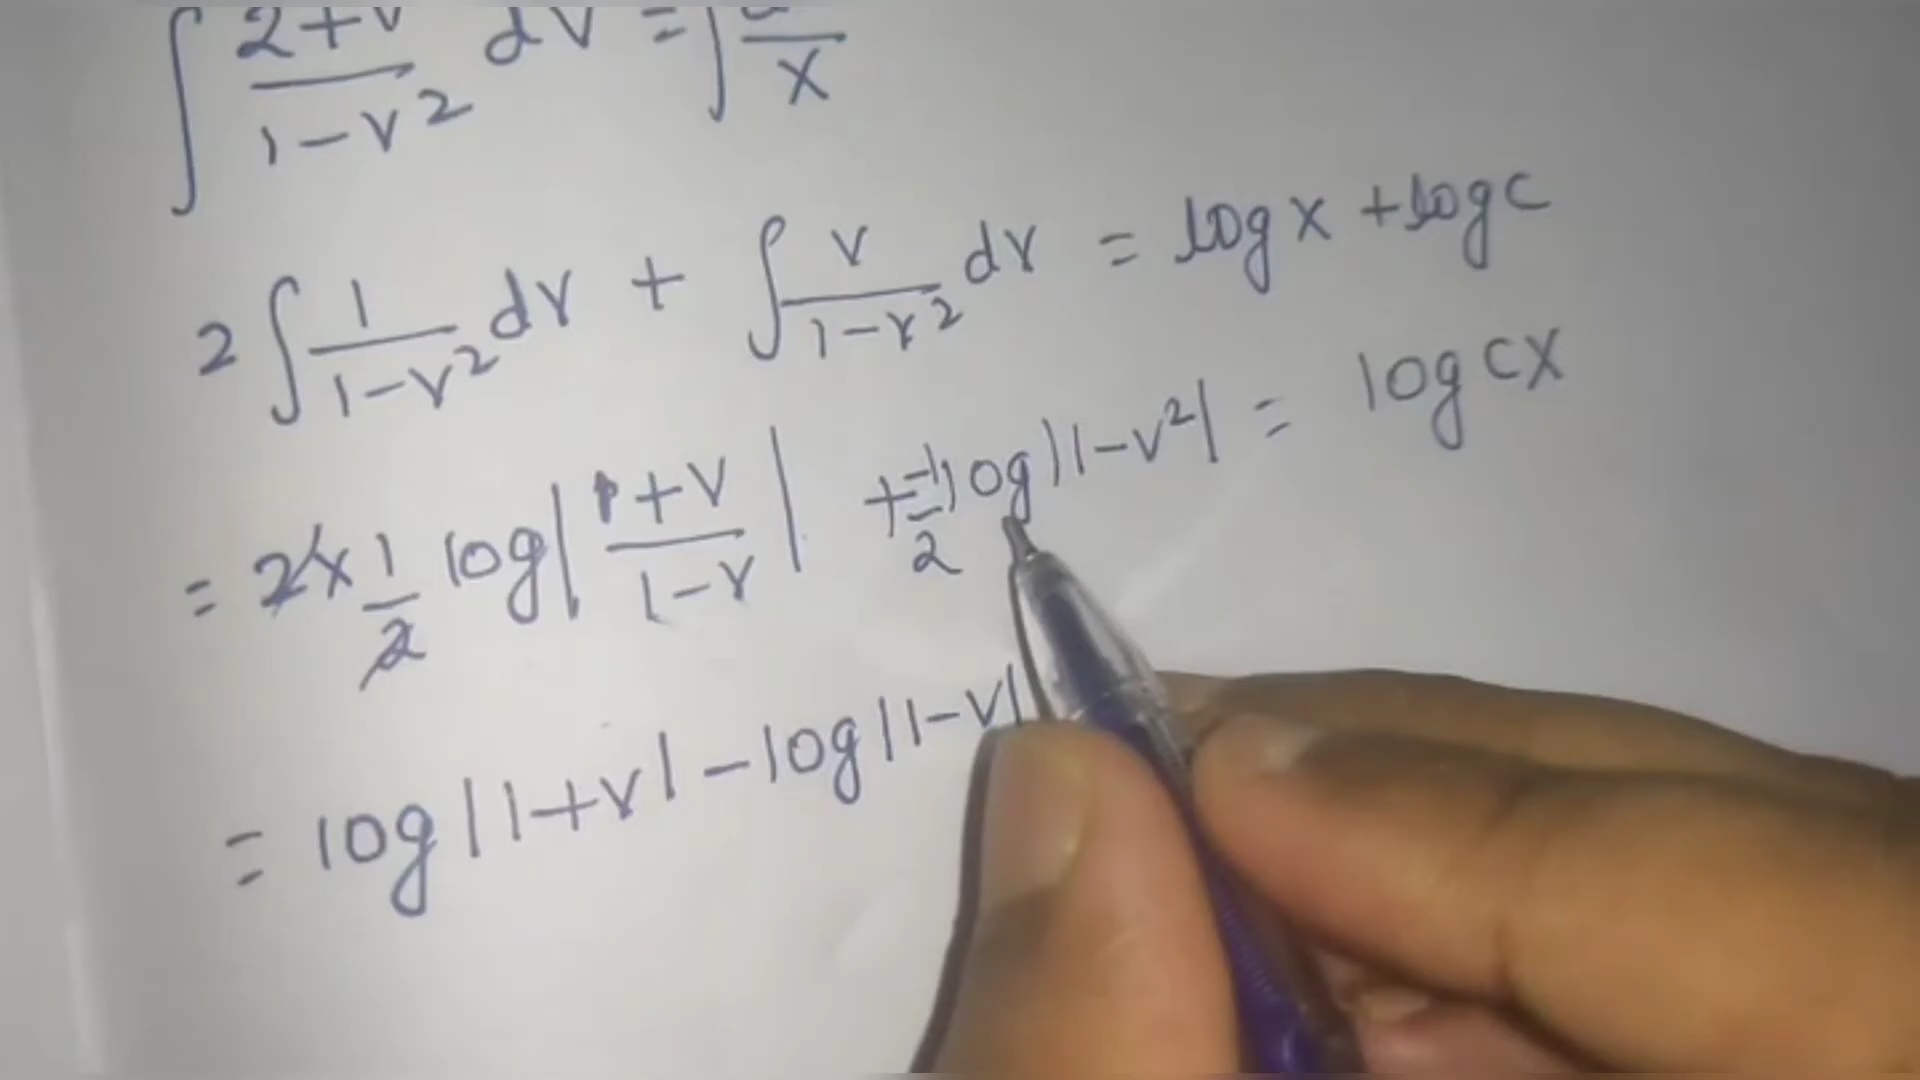 ∫ 2+v / 1-v² dv = ∫ / x
2 ∫ 1 / 1-v² dv + ∫ v / 1-v² dv = log x + log c
= 2 x 1/2 log | 1+v / 1-v | + -1/2 log |1-v²| = log cx
= log |1+v| - log |1-v|